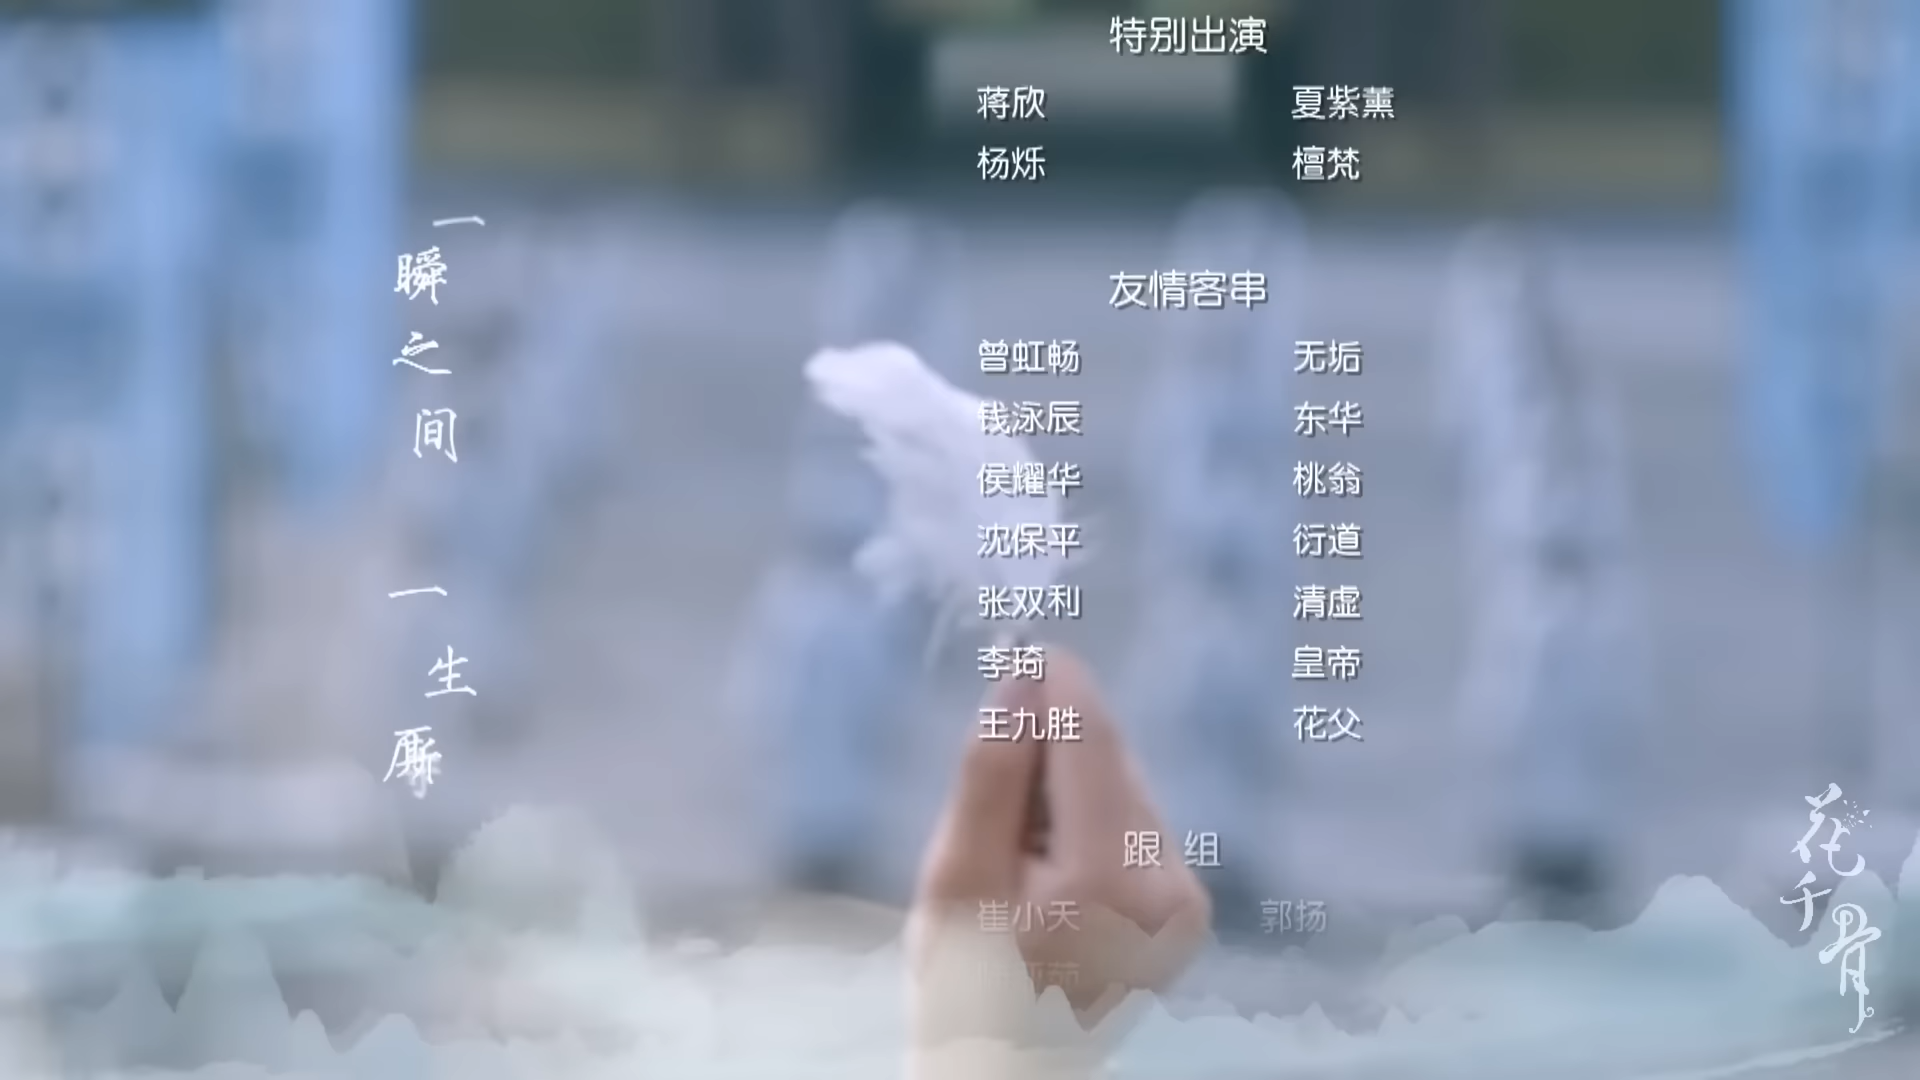 特别出演
蒋欣 夏紫薰
杨烁 檀梵
友情客串
曾虹畅 无垢
钱泳辰 东华
侯耀华 桃翁
沈保平 衍道
张双利 清虚
李琦 皇帝
王九胜 花父
跟 组
崔小天 郭扬
一瞬之间
一生厮
花千骨